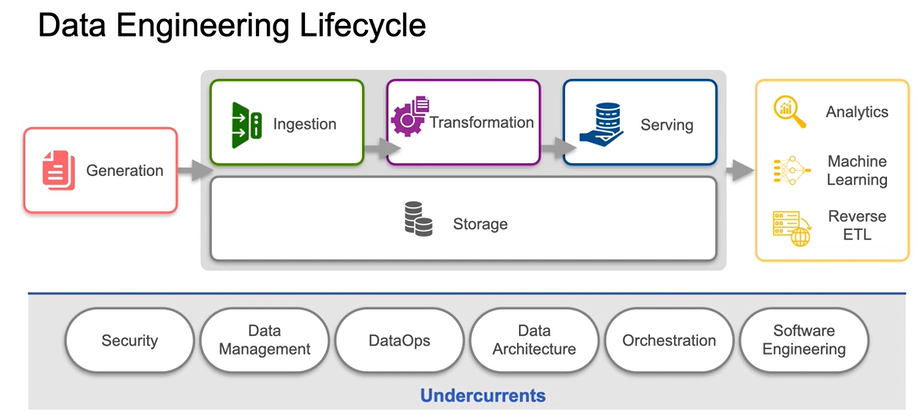 Data Engineering Lifecycle
Generation
Ingestion
Transformation
Serving
Storage
Analytics
Machine
Learning
Reverse
ETL
Security
Data
Management
DataOps
Data
Architecture
Orchestration
Software
Engineering
Undercurrents